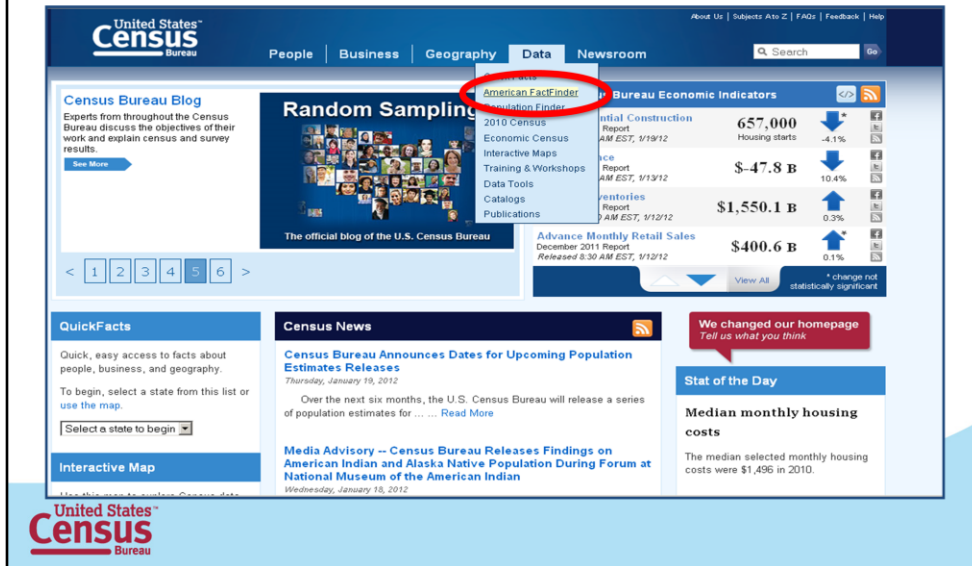 About Us | Subjects A to Z | FAQs | Feedback | Help
United States™
Census
Bureau
People | Business | Geography | Data | Newsroom
Search
Go
Census Bureau Blog
Experts from throughout the Census
Bureau discuss the objectives of their
work and explain census and survey
results.
See More
Random Sampling
The official blog of the U.S. Census Bureau
< 1 2 3 4 5 6 >
American FactFinder
Population Finder
2010 Census
Economic Census
Interactive Maps
Training & Workshops
Data Tools
Catalogs
Publications
Bureau Economic Indicators
Construction
Report
AM EST, 1/19/12
657,000
Housing starts
-4.1%
*
Report
AM EST, 1/13/12
$-47.8 B
10.4%
Report
AM EST, 1/12/12
$1,550.1 B
0.3%
Advance Monthly Retail Sales
December 2011 Report
Released 8:30 AM EST, 1/12/12
$400.6 B
*
0.1%
View All
* change not
statistically significant
QuickFacts
Quick, easy access to facts about
people, business, and geography.
To begin, select a state from this list or
use the map.
Select a state to begin
Interactive Map
Census News
Census Bureau Announces Dates for Upcoming Population
Estimates Releases
Thursday, January 19, 2012
Over the next six months, the U.S. Census Bureau will release a series
of population estimates for ... ... Read More
Media Advisory -- Census Bureau Releases Findings on
American Indian and Alaska Native Population During Forum at
National Museum of the American Indian
Wednesday, January 18, 2012
We changed our homepage
Tell us what you think
Stat of the Day
Median monthly housing
costs
The median selected monthly housing
costs were $1,496 in 2010.
United States™
Census
Bureau